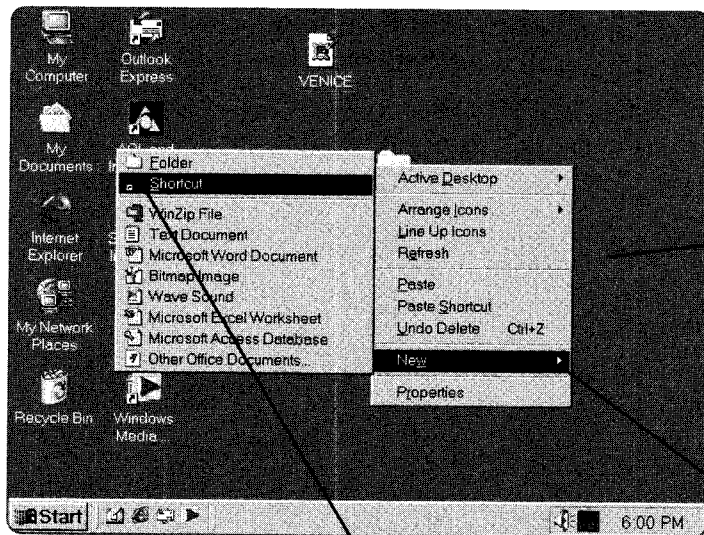 My Computer
Outlook Express
VENICE
My Documents
Internet Explorer
My Network Places
Recycle Bin
Windows Media ...
Folder
Shortcut
WinZip File
Text Document
Microsoft Word Document
Bitmap Image
Wave Sound
Microsoft Excel Worksheet
Microsoft Access Database
Other Office Documents...
Active Desktop
Arrange Icons
Line Up Icons
Refresh
Paste
Paste Shortcut
Undo Delete Ctrl+Z
New
Properties
Start
6:00 PM